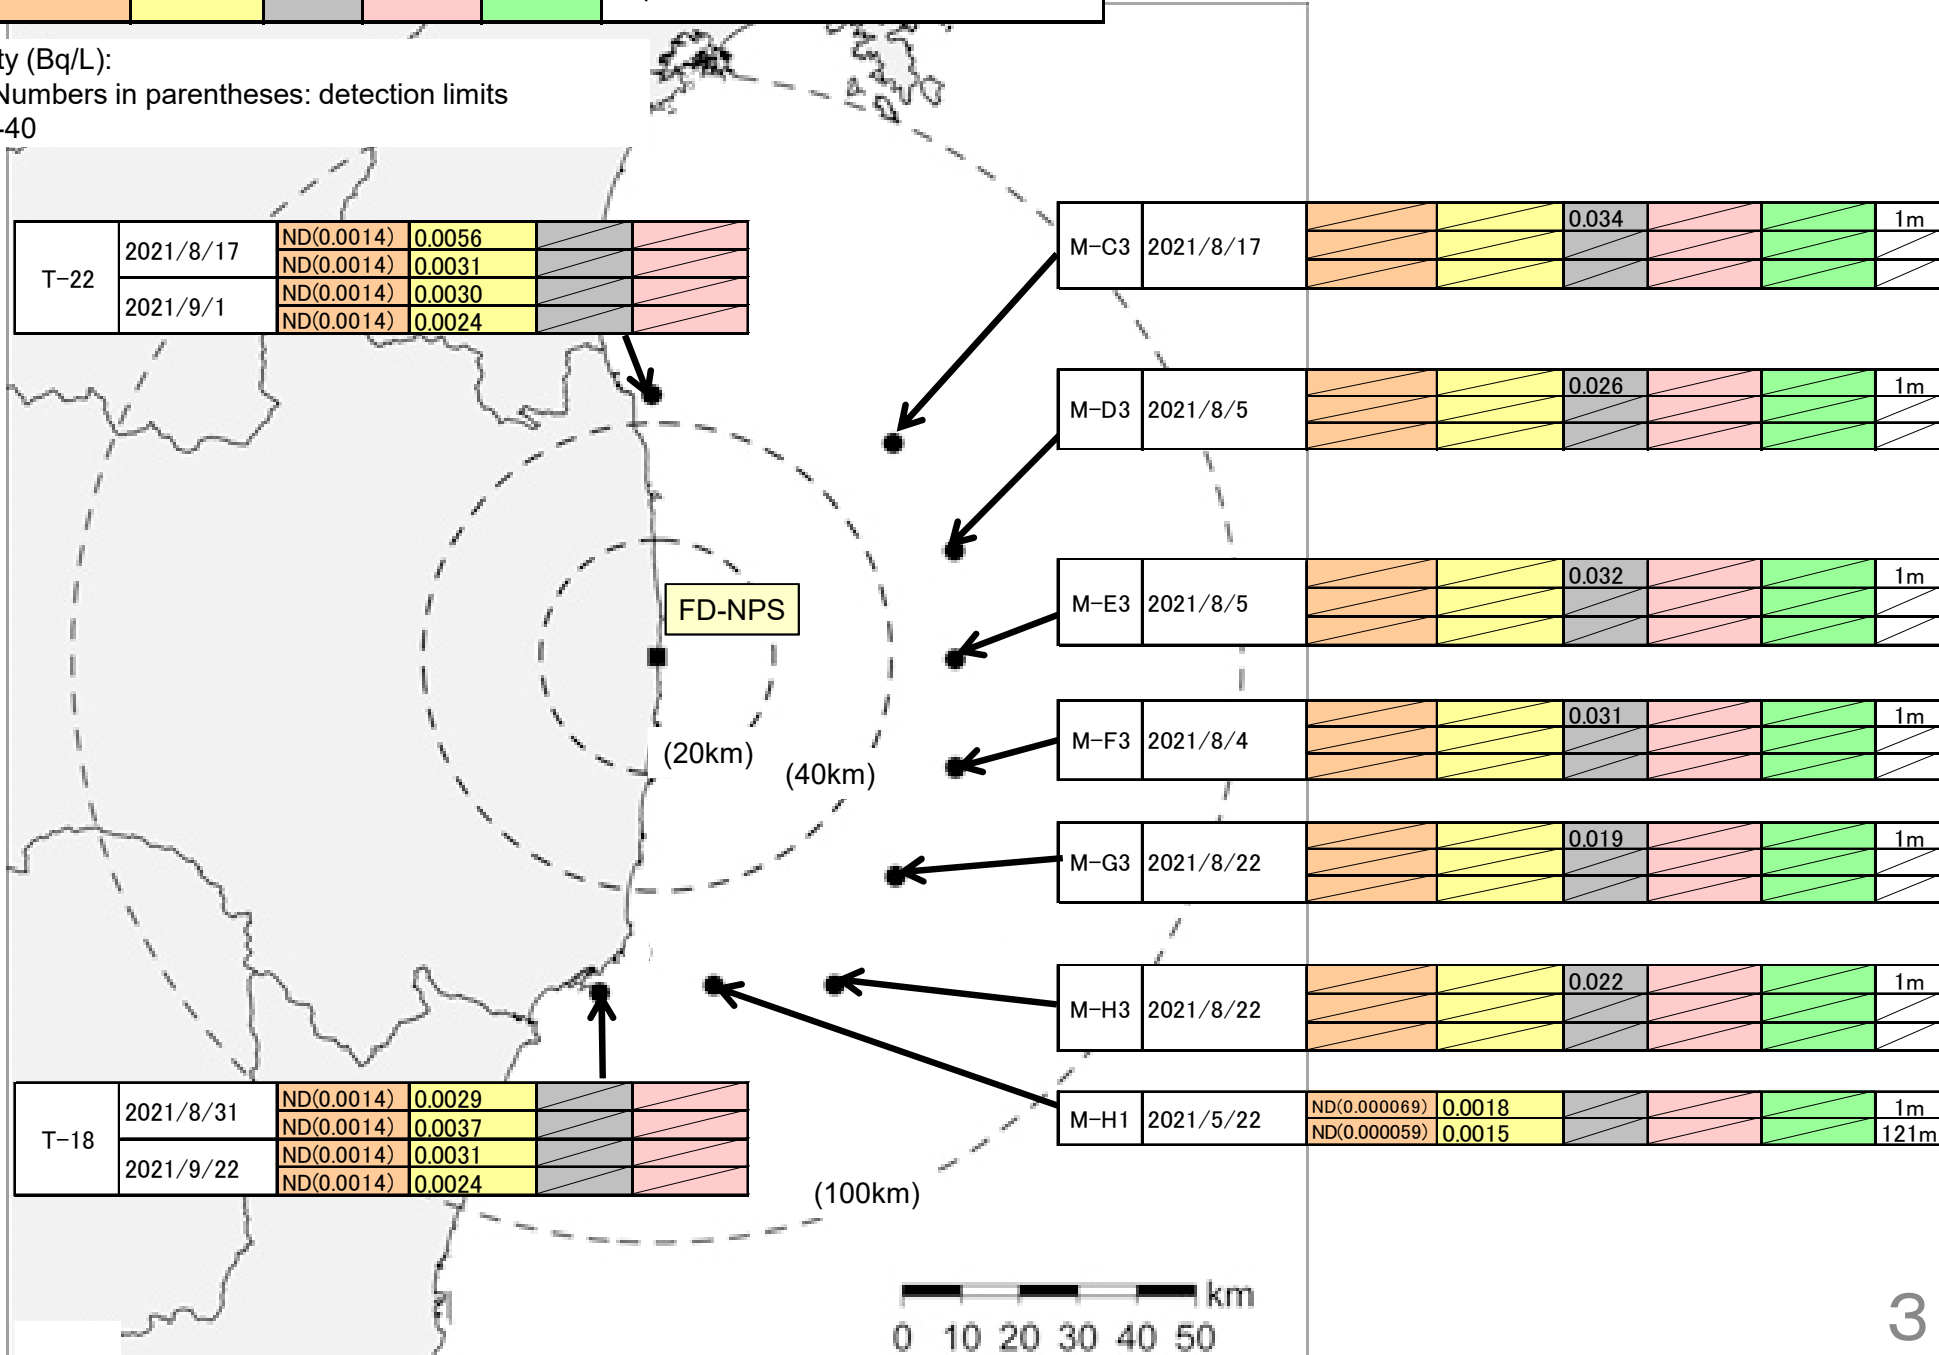 ty (Bq/L):
Numbers in parentheses: detection limits
-40
T-22
2021/8/17
ND(0.0014) 0.0056
ND(0.0014) 0.0031
2021/9/1
ND(0.0014) 0.0030
ND(0.0014) 0.0024
M-C3 2021/8/17 0.034 1m
M-D3 2021/8/5 0.026 1m
M-E3 2021/8/5 0.032 1m
FD-NPS
M-F3 2021/8/4 0.031 1m
(20km)
(40km)
M-G3 2021/8/22 0.019 1m
M-H3 2021/8/22 0.022 1m
M-H1 2021/5/22
ND(0.000069) 0.0018 1m
ND(0.000059) 0.0015 121m
T-18
2021/8/31
ND(0.0014) 0.0029
ND(0.0014) 0.0037
2021/9/22
ND(0.0014) 0.0031
ND(0.0014) 0.0024
(100km)
km
0 10 20 30 40 50
3